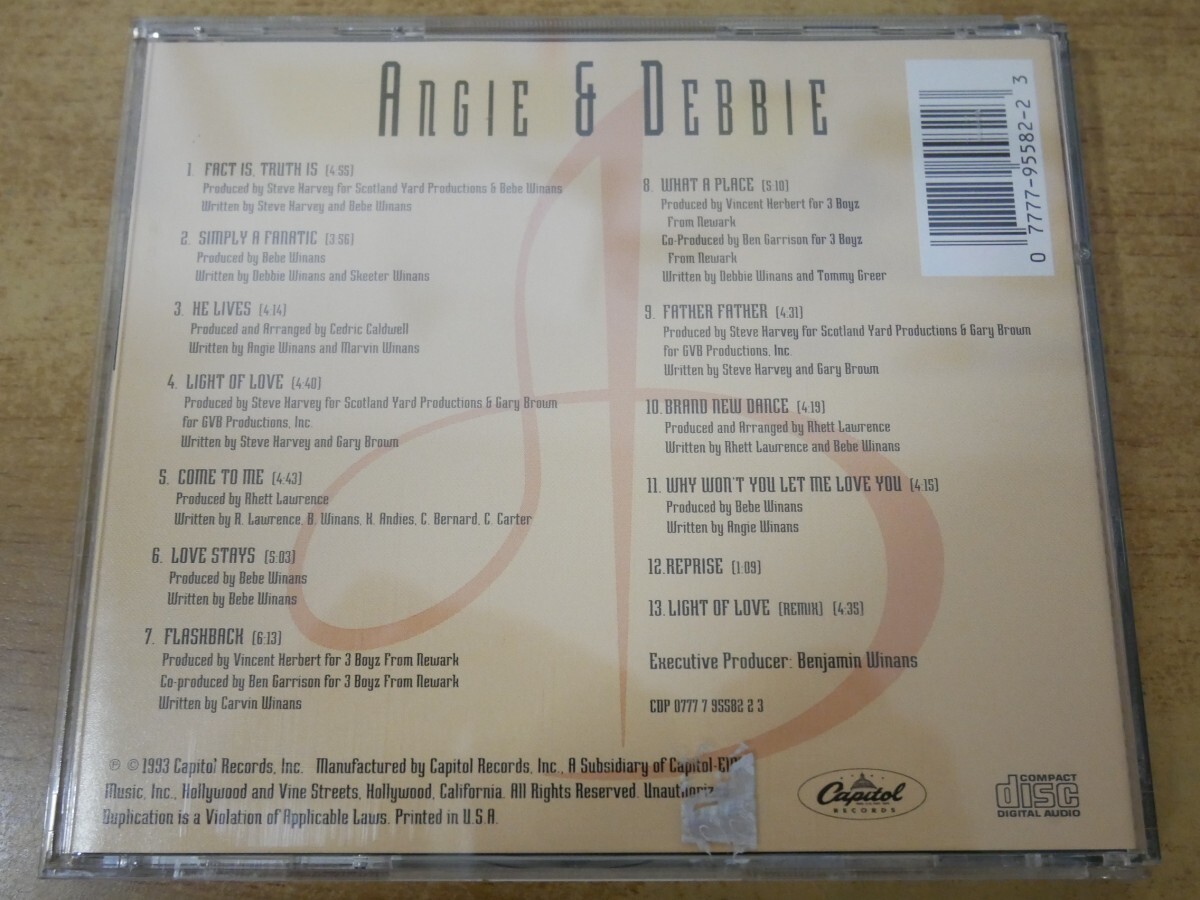 ANGIE & DEBBIE
1. FACT IS, TRUTH IS [4:55]
Produced by Steve Harvey for Scotland Yard Productions & Bebe Winans
Written by Steve Harvey and Bebe Winans
2. SIMPLY A FANATIC [3:56]
Produced by Bebe Winans
Written by Debbie Winans and Skeeter Winans
3. HE LIVES [4:14]
Produced and Arranged by Cedric Caldwell
Written by Angie Winans and Marvin Winans
4. LIGHT OF LOVE [4:40]
Produced by Steve Harvey for Scotland Yard Productions & Gary Brown
for GVB Productions, Inc.
Written by Steve Harvey and Gary Brown
5. COME TO ME [4:43]
Produced by Rhett Lawrence
Written by R. Lawrence, B. Winans, K. Andies, C. Bernard, C. Carter
6. LOVE STAYS [5:03]
Produced by Bebe Winans
Written by Bebe Winans
7. FLASHBACK [6:13]
Produced by Vincent Herbert for 3 Boyz From Newark
Co-produced by Ben Garrison for 3 Boyz From Newark
Written by Carvin Winans
8. WHAT A PLACE [5:10]
Produced by Vincent Herbert for 3 Boyz
From Newark
Co-Produced by Ben Garrison for 3 Boyz
From Newark
Written by Debbie Winans and Tommy Greer
9. FATHER FATHER [4:31]
Produced by Steve Harvey for Scotland Yard Productions & Gary Brown
for GVB Productions, Inc.
Written by Steve Harvey and Gary Brown
10. BRAND NEW DANCE [4:19]
Produced and Arranged by Rhett Lawrence
Written by Rhett Lawrence and Bebe Winans
11. WHY WON'T YOU LET ME LOVE YOU [4:15]
Produced by Bebe Winans
Written by Angie Winans
12. REPRISE [1:09]
13. LIGHT OF LOVE [REMIX] [4:35]
Executive Producer: Benjamin Winans
CDP 0777 7 95582 2 3
0 7777-95582-2 3
℗ © 1993 Capitol Records, Inc. Manufactured by Capitol Records, Inc., A Subsidiary of Capitol-
Music, Inc., Hollywood and Vine Streets, Hollywood, California. All Rights Reserved. Unauthoriz
Duplication is a Violation of Applicable Laws. Printed in U.S.A.
Capitol
RECORDS
COMPACT
disc
DIGITAL AUDIO